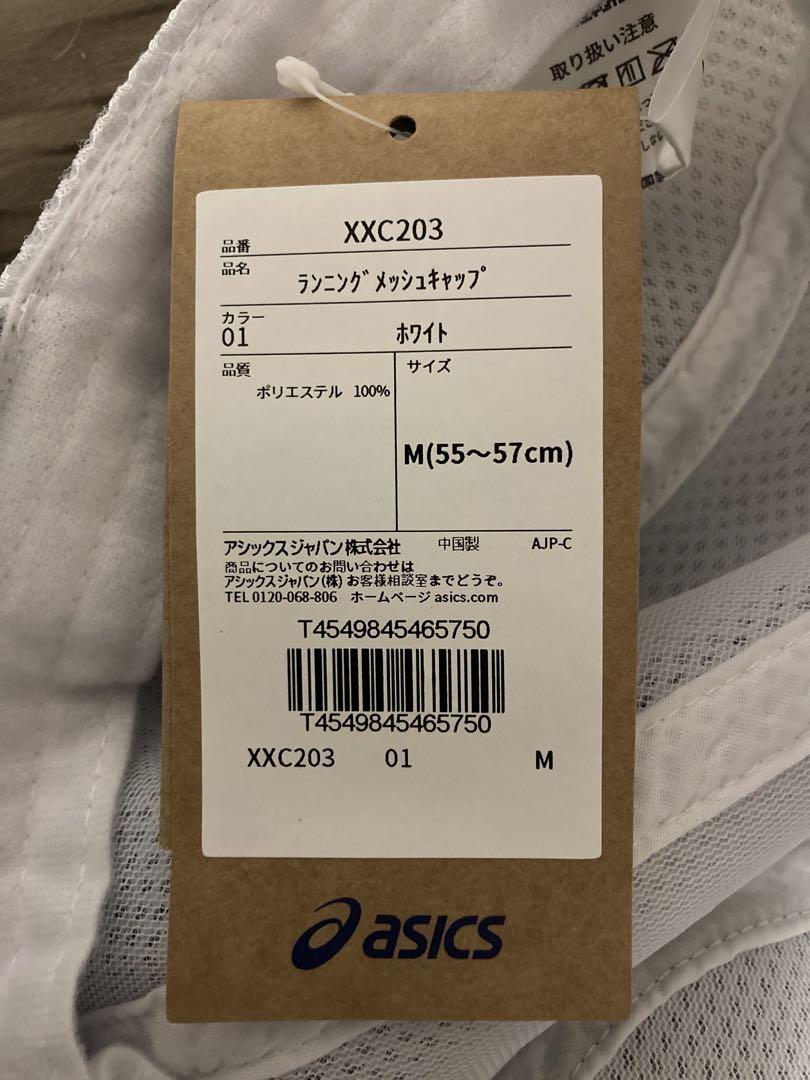 取り扱い注意
品番 XXC203
品名 ﾗﾝﾆﾝｸﾞﾒｯｼｭｷｬｯﾌﾟ
カラー
01 ﾎﾜｲﾄ
品質 サイズ
ポリエステル 100%
M(55〜57cm)
アシックスジャパン株式会社 中国製 AJP-C
商品についてのお問い合わせは
アシックスジャパン(株)お客様相談室までどうぞ。
TEL 0120-068-806 ホームページ asics.com
T4549845465750
T4549845465750
XXC203 01 M
asics